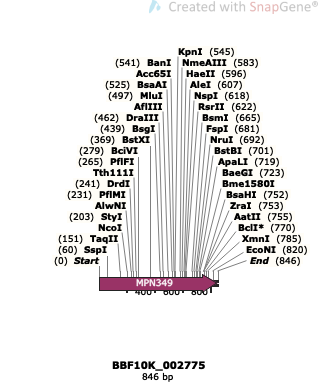 Created with SnapGene®
KpnI (545)
(541) BanI NmeAIII (583)
Acc65I HaeII (596)
(525) BsaAI AleI (607)
(497) MluI NspI (618)
AflIII RsrII (622)
(462) DraIII BsmI (665)
(439) BsgI FspI (681)
(369) BstXI NruI (692)
(279) BciVI BstBI (701)
(265) PflFI ApaLI (719)
Tth111I BaeGI (723)
(241) DrdI Bme1580I
(231) PflMI BsaHI (752)
AlwNI ZraI (753)
(203) StyI AatII (755)
NcoI BclI* (770)
(151) TaqII XmnI (785)
(60) SspI EcoNI (820)
(0) Start End (846)
MPN349
400 600 800
BBF10K_002775
846 bp